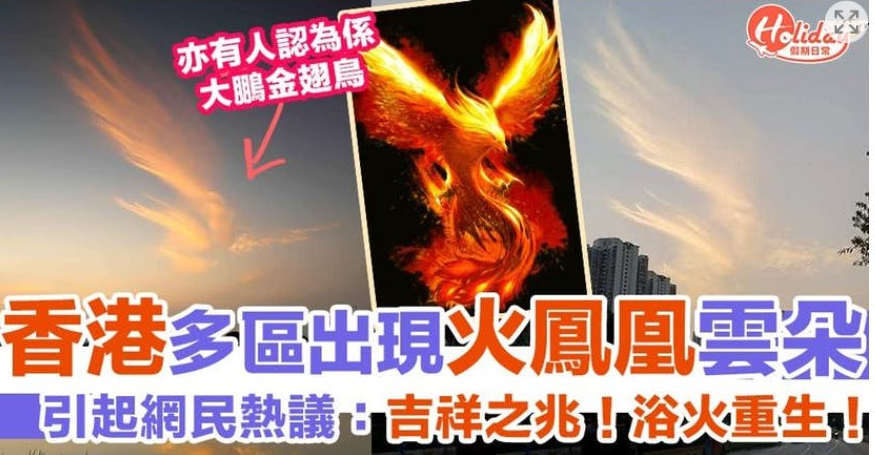 亦有人認為係
大鵬金翅鳥
Holiday
假期日常
香港多區出現火鳳凰雲朵
引起網民熱議：吉祥之兆！浴火重生！